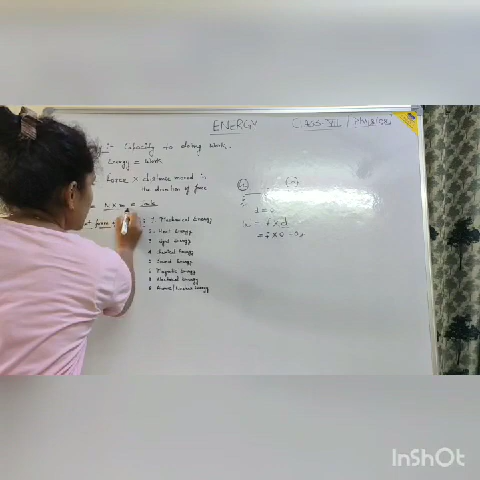 ENERGY
CLASS-VII / Physics
:- Capacity to doing work.
Energy = Work
Force X distance moved in
the direction of force
N X m =
force
1. Mechanical Energy
2. Heat Energy
3. Light Energy
4. Chemical Energy
5. Sound Energy
6. Magnetic Energy
7. Electrical Energy
8. Energy
f X d
= f X 0
InShOt